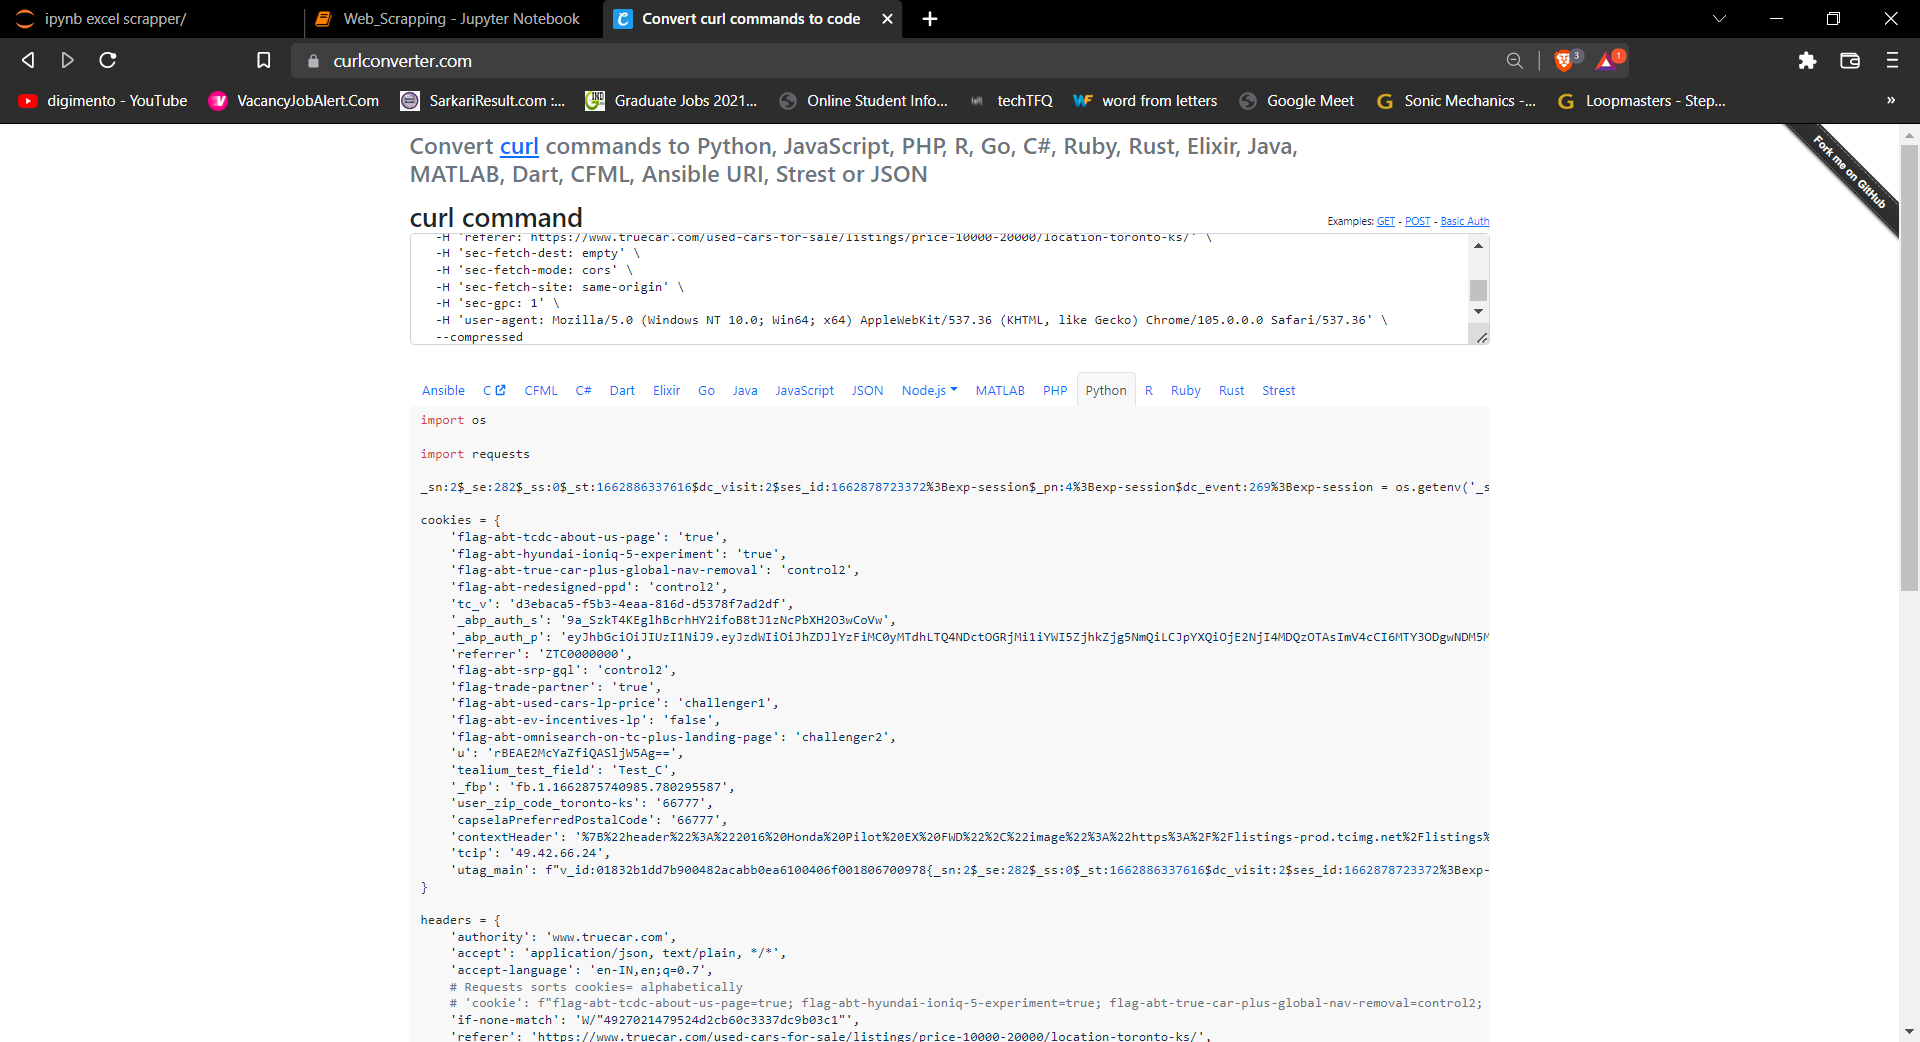 ipynb excel scrapper/
Web_Scrapping - Jupyter Notebook
Convert curl commands to code
curlconverter.com
3
1
digimento - YouTube
VacancyJobAlert.Com
SarkariResult.com :...
Graduate Jobs 2021...
Online Student Info...
techTFQ
word from letters
Google Meet
Sonic Mechanics -...
Loopmasters - Step...
»
Convert curl commands to Python, JavaScript, PHP, R, Go, C#, Ruby, Rust, Elixir, Java,
MATLAB, Dart, CFML, Ansible URI, Strest or JSON
Fork me on GitHub
curl command
Examples: GET - POST - Basic Auth
-H 'referer: https://www.truecar.com/used-cars-for-sale/listings/price-10000-20000/location-toronto-ks/' \
-H 'sec-fetch-dest: empty' \
-H 'sec-fetch-mode: cors' \
-H 'sec-fetch-site: same-origin' \
-H 'sec-gpc: 1' \
-H 'user-agent: Mozilla/5.0 (Windows NT 10.0; Win64; x64) AppleWebKit/537.36 (KHTML, like Gecko) Chrome/105.0.0.0 Safari/537.36' \
--compressed
Ansible C CFML C# Dart Elixir Go Java JavaScript JSON Node.js MATLAB PHP Python R Ruby Rust Strest
import os
import requests
_sn:2$_se:282$_ss:0$_st:1662886337616$dc_visit:2$ses_id:1662878723372%3Bexp-session$_pn:4%3Bexp-session$dc_event:269%3Bexp-session = os.getenv('_s
cookies = {
'flag-abt-tcdc-about-us-page': 'true',
'flag-abt-hyundai-ioniq-5-experiment': 'true',
'flag-abt-true-car-plus-global-nav-removal': 'control2',
'flag-abt-redesigned-ppd': 'control2',
'tc_v': 'd3ebaca5-f5b3-4eaa-816d-d5378f7ad2df',
'_abp_auth_s': '9a_SzkT4KEglhBcrhHY2ifoB8tJ1zNcPbXH2O3wCoVw',
'_abp_auth_p': 'eyJhbGciOiJIUzI1NiJ9.eyJzdWIiOiJhZDJlYzFiMC0yMTdhLTQ4NDctOGRjMi1iYWI5ZjhkZjg5NmQiLCJpYXQiOjE2NjI4MDQzOTAsImV4cCI6MTY3ODgwNDM5M
'referrer': 'ZTC0000000',
'flag-abt-srp-gql': 'control2',
'flag-trade-partner': 'true',
'flag-abt-used-cars-lp-price': 'challenger1',
'flag-abt-ev-incentives-lp': 'false',
'flag-abt-omnisearch-on-tc-plus-landing-page': 'challenger2',
'u': 'rBEAE2McYaZfiQASljW5Ag==',
'tealium_test_field': 'Test_C',
'_fbp': 'fb.1.1662875740985.780295587',
'user_zip_code_toronto-ks': '66777',
'capselaPreferredPostalCode': '66777',
'contextHeader': '%7B%22header%22%3A%222016%20Honda%20Pilot%20EX%20FWD%22%2C%22image%22%3A%22https%3A%2F%2Flistings-prod.tcimg.net%2Flistings%
'tcip': '49.42.66.24',
'utag_main': f"v_id:01832b1dd7b900482acabb0ea6100406f001806700978{_sn:2$_se:282$_ss:0$_st:1662886337616$dc_visit:2$ses_id:1662878723372%3Bexp-
}
headers = {
'authority': 'www.truecar.com',
'accept': 'application/json, text/plain, */*',
'accept-language': 'en-IN,en;q=0.7',
# Requests sorts cookies= alphabetically
# 'cookie': f"flag-abt-tcdc-about-us-page=true; flag-abt-hyundai-ioniq-5-experiment=true; flag-abt-true-car-plus-global-nav-removal=control2;
'if-none-match': 'W/"4927021479524d2cb60c3337dc9b03c1"',
'referer': 'https://www.truecar.com/used-cars-for-sale/listings/price-10000-20000/location-toronto-ks/',